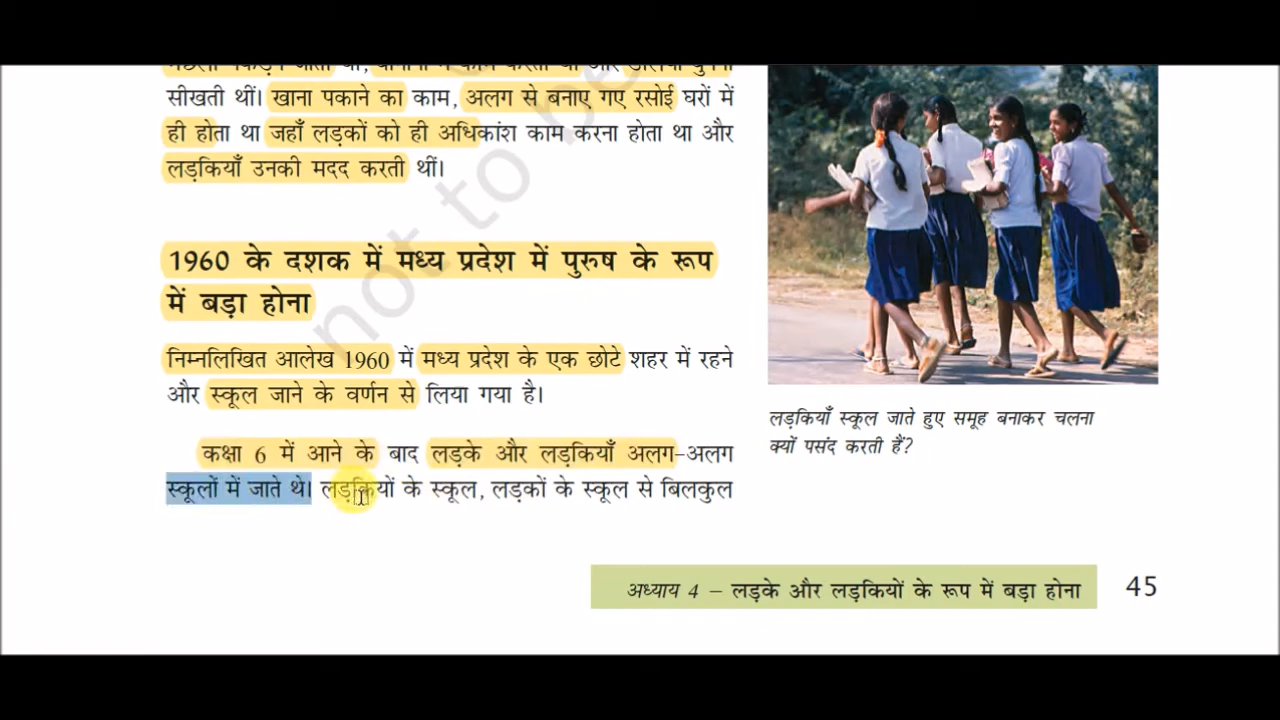 सीखती थीं। खाना पकाने का काम, अलग से बनाए गए रसोई घरों में
ही होता था जहाँ लड़कों को ही अधिकांश काम करना होता था और
लड़कियाँ उनकी मदद करती थीं।
1960 के दशक में मध्य प्रदेश में पुरुष के रूप
में बड़ा होना
निम्नलिखित आलेख 1960 में मध्य प्रदेश के एक छोटे शहर में रहने
और स्कूल जाने के वर्णन से लिया गया है।
कक्षा 6 में आने के बाद लड़के और लड़कियाँ अलग-अलग
स्कूलों में जाते थे। लड़कियों के स्कूल, लड़कों के स्कूल से बिलकुल
लड़कियाँ स्कूल जाते हुए समूह बनाकर चलना
क्यों पसंद करती हैं?
अध्याय 4 – लड़के और लड़कियों के रूप में बड़ा होना 45
not to be